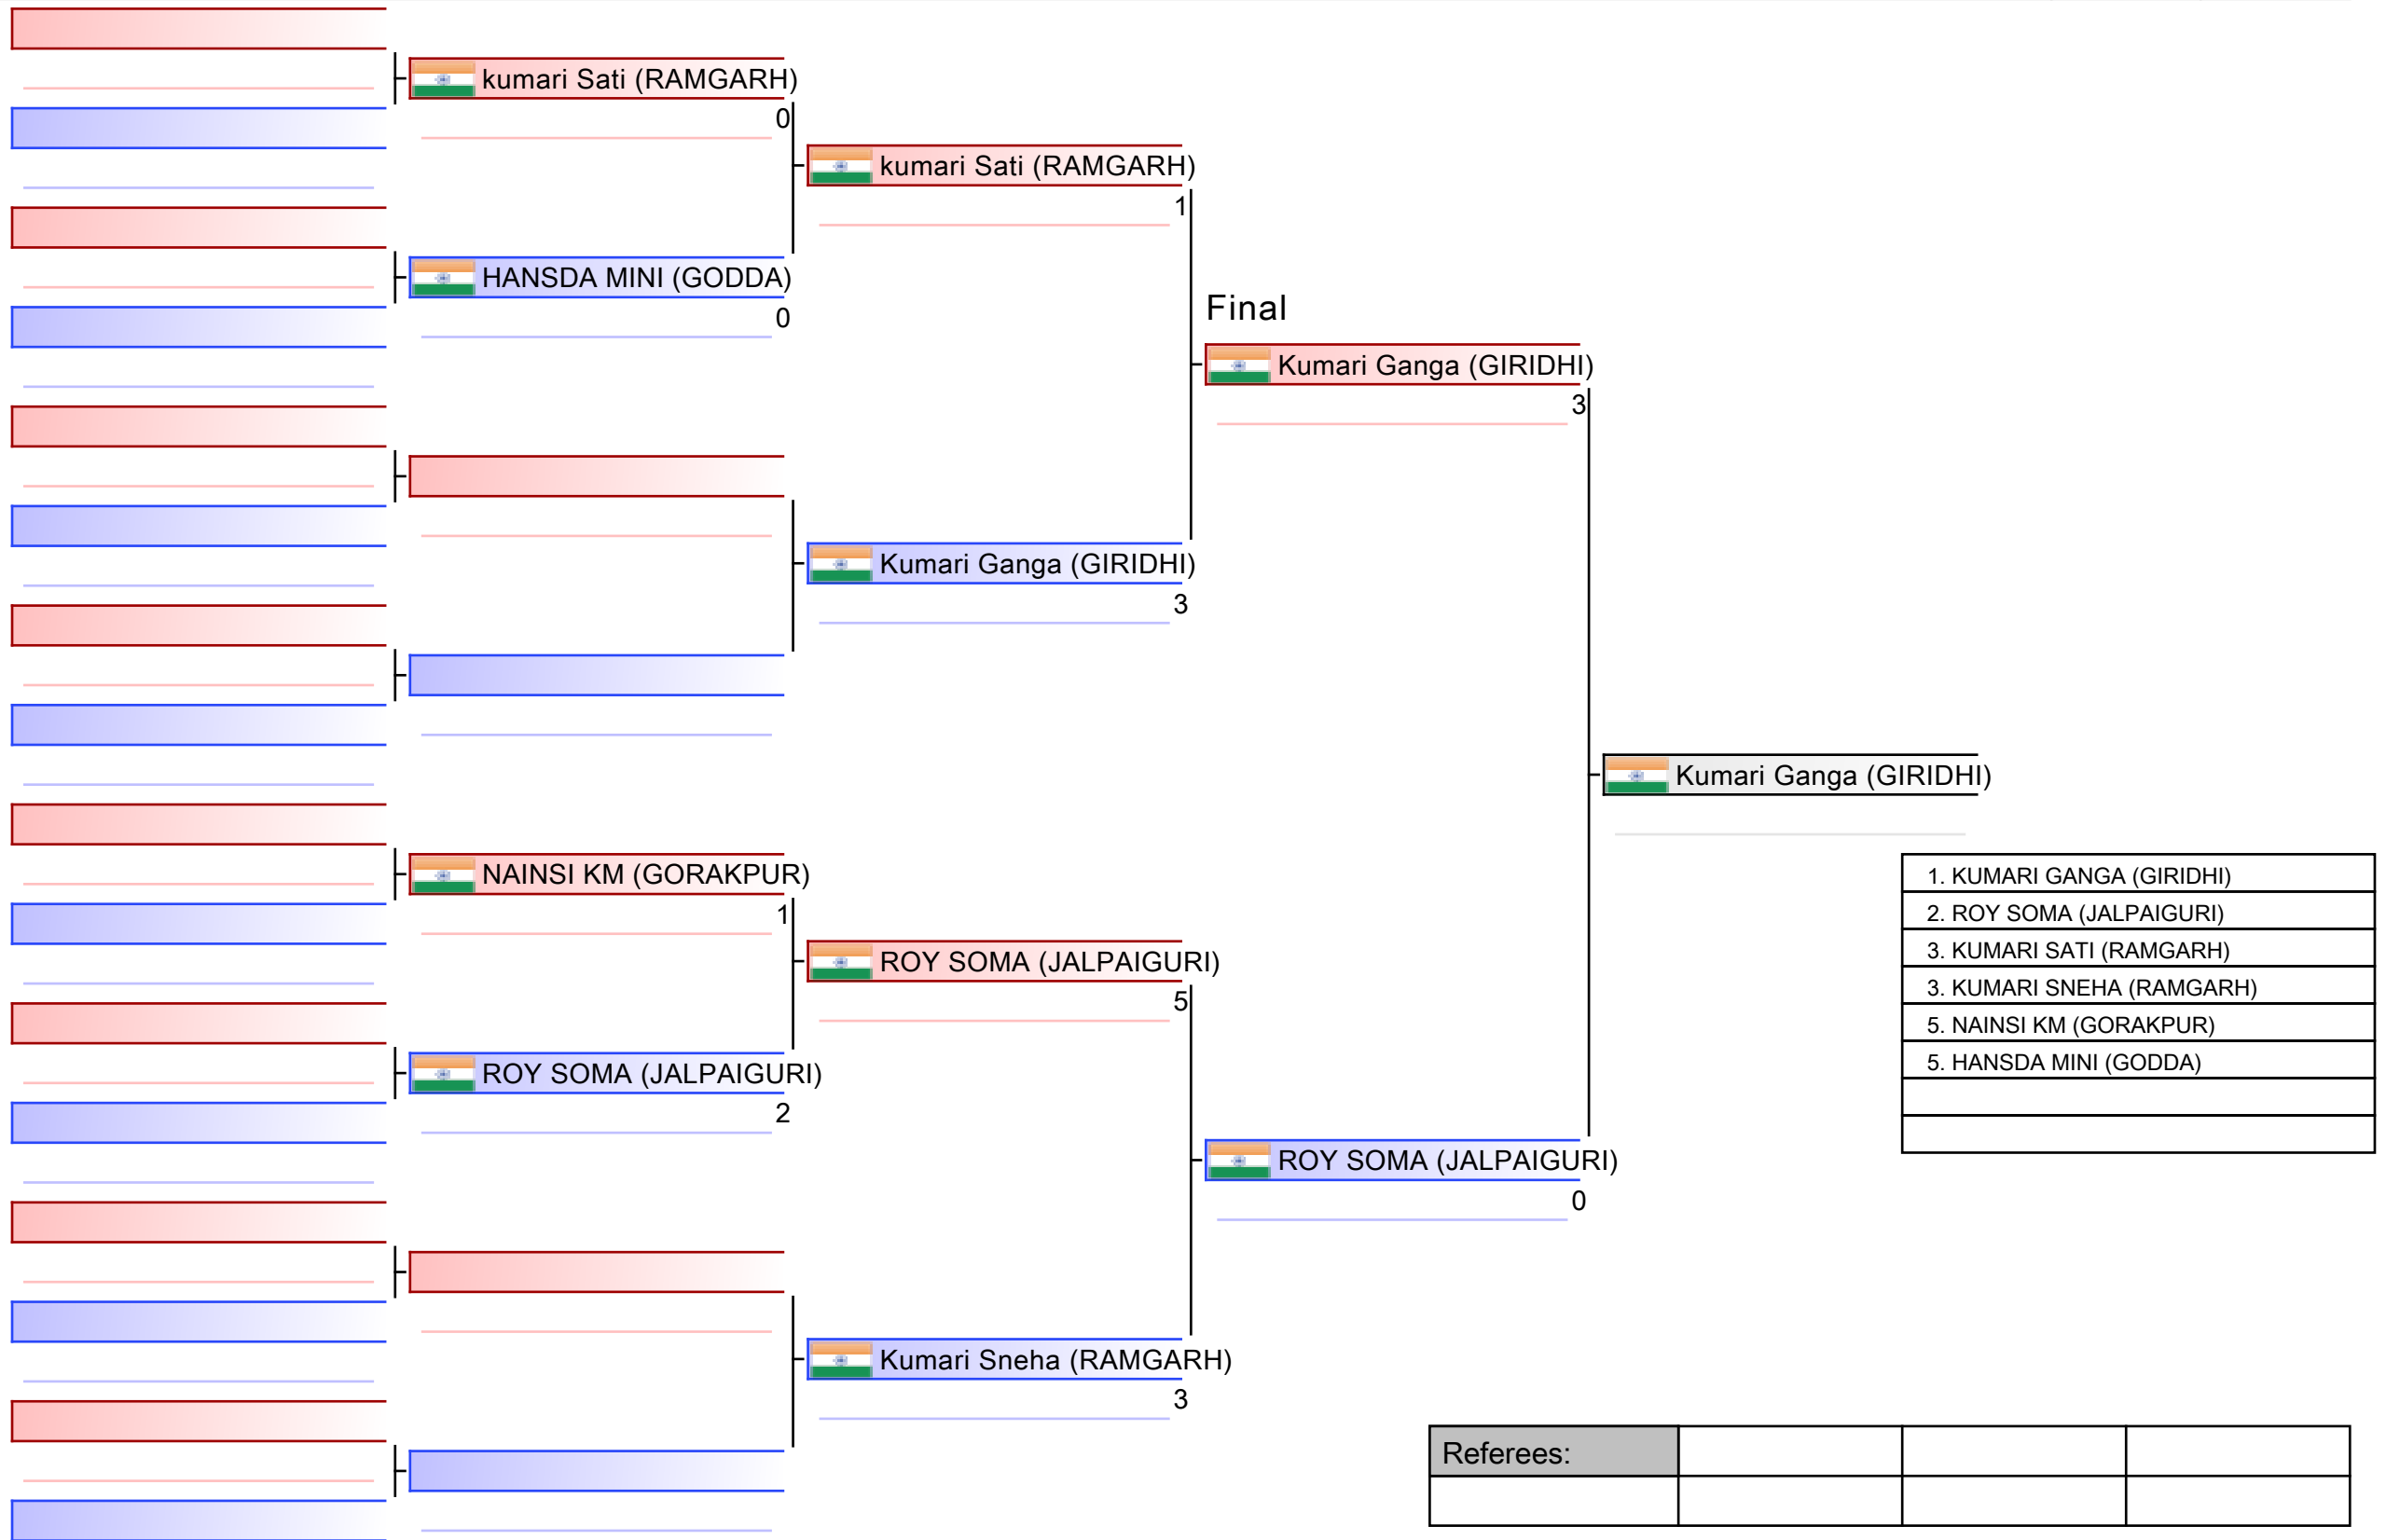 kumari Sati (RAMGARH)
0
HANSDA MINI (GODDA)
0
NAINSI KM (GORAKPUR)
1
ROY SOMA (JALPAIGURI)
2
kumari Sati (RAMGARH)
1
Kumari Ganga (GIRIDHI)
3
ROY SOMA (JALPAIGURI)
5
Kumari Sneha (RAMGARH)
3
Final
Kumari Ganga (GIRIDHI)
3
ROY SOMA (JALPAIGURI)
0
Kumari Ganga (GIRIDHI)
1. KUMARI GANGA (GIRIDHI)
2. ROY SOMA (JALPAIGURI)
3. KUMARI SATI (RAMGARH)
3. KUMARI SNEHA (RAMGARH)
5. NAINSI KM (GORAKPUR)
5. HANSDA MINI (GODDA)
Referees: